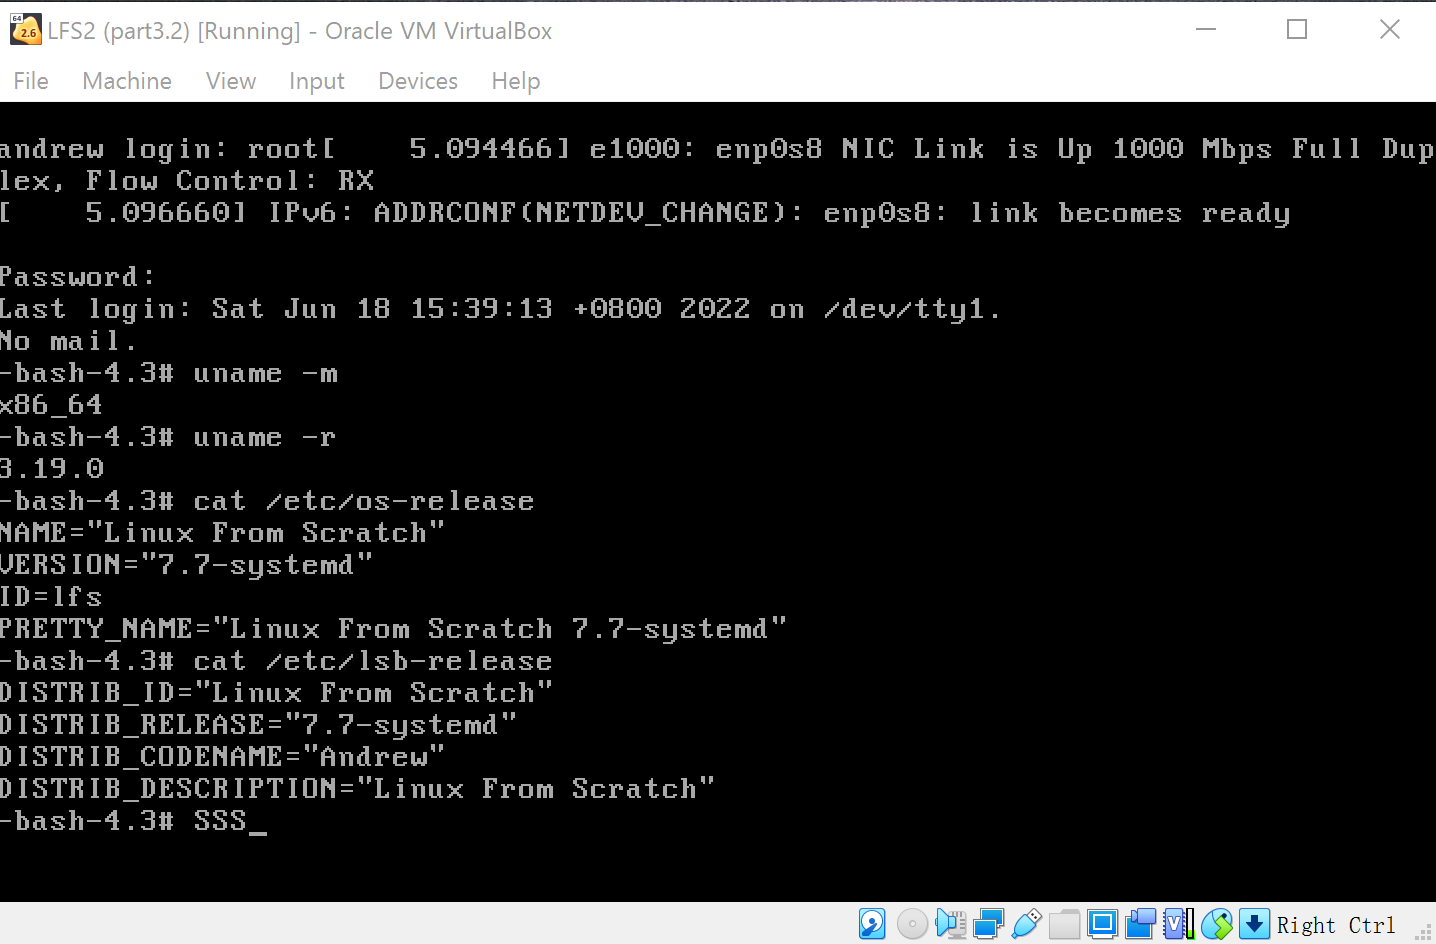 LFS2 (part3.2) [Running] - Oracle VM VirtualBox
File Machine View Input Devices Help
andrew login: root[    5.094466] e1000: enp0s8 NIC Link is Up 1000 Mbps Full Dup
lex, Flow Control: RX
[    5.096660] IPv6: ADDRCONF(NETDEV_CHANGE): enp0s8: link becomes ready
Password:
Last login: Sat Jun 18 15:39:13 +0800 2022 on /dev/tty1.
No mail.
-bash-4.3# uname -m
x86_64
-bash-4.3# uname -r
3.19.0
-bash-4.3# cat /etc/os-release
NAME="Linux From Scratch"
VERSION="7.7-systemd"
ID=lfs
PRETTY_NAME="Linux From Scratch 7.7-systemd"
-bash-4.3# cat /etc/lsb-release
DISTRIB_ID="Linux From Scratch"
DISTRIB_RELEASE="7.7-systemd"
DISTRIB_CODENAME="Andrew"
DISTRIB_DESCRIPTION="Linux From Scratch"
-bash-4.3# SSS_
Right Ctrl